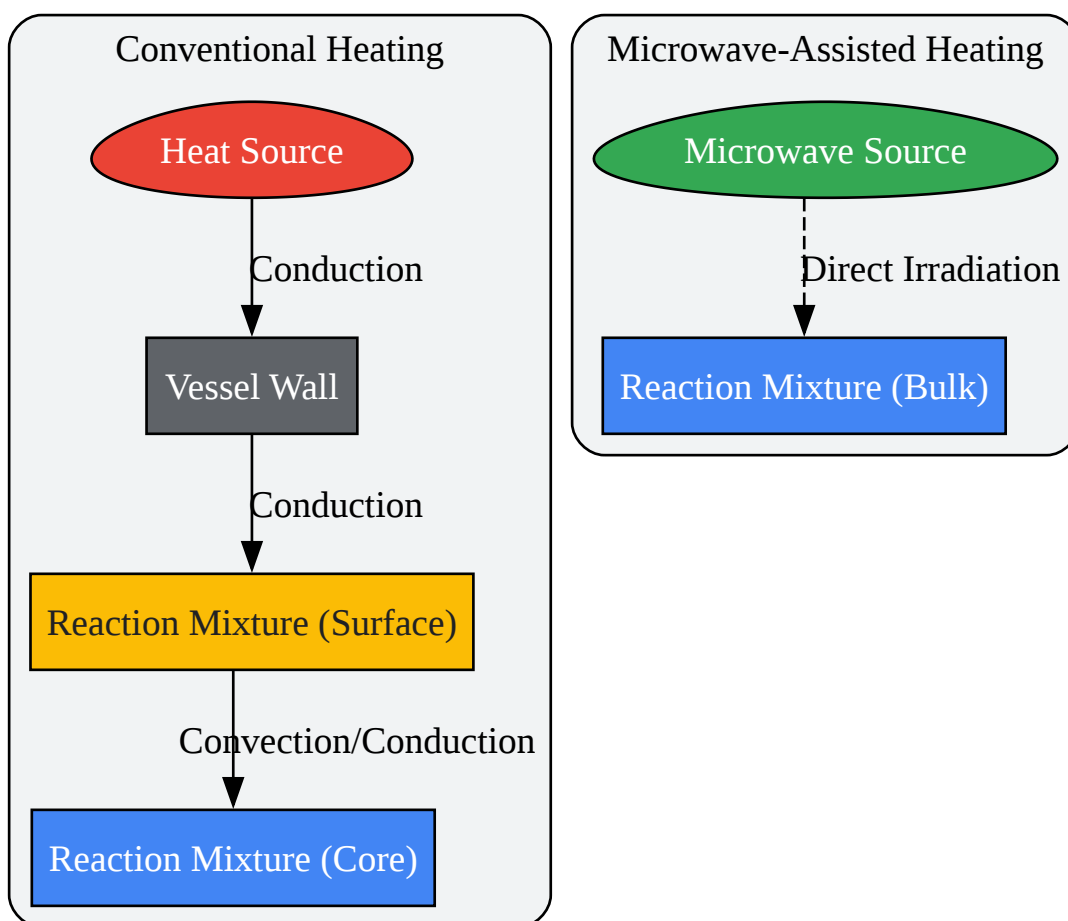 Conventional Heating
Heat Source
Conduction
Vessel Wall
Conduction
Reaction Mixture (Surface)
Convection/Conduction
Reaction Mixture (Core)
Microwave-Assisted Heating
Microwave Source
Direct Irradiation
Reaction Mixture (Bulk)